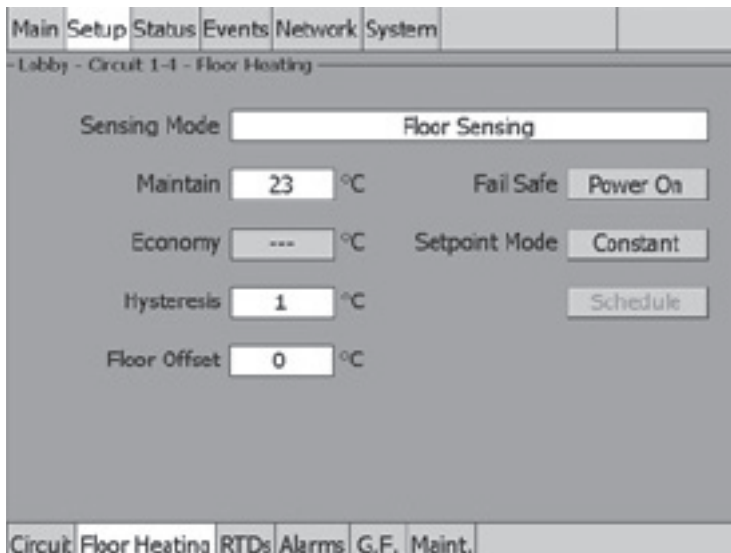 Main Setup Status Events Network System
Lobby - Circuit 1-4 - Floor Heating
Sensing Mode Floor Sensing
Maintain 23 °C Fail Safe Power On
Economy --- °C Setpoint Mode Constant
Hysteresis 1 °C Schedule
Floor Offset 0 °C
Circuit Floor Heating RTDs Alarms G.F. Maint.